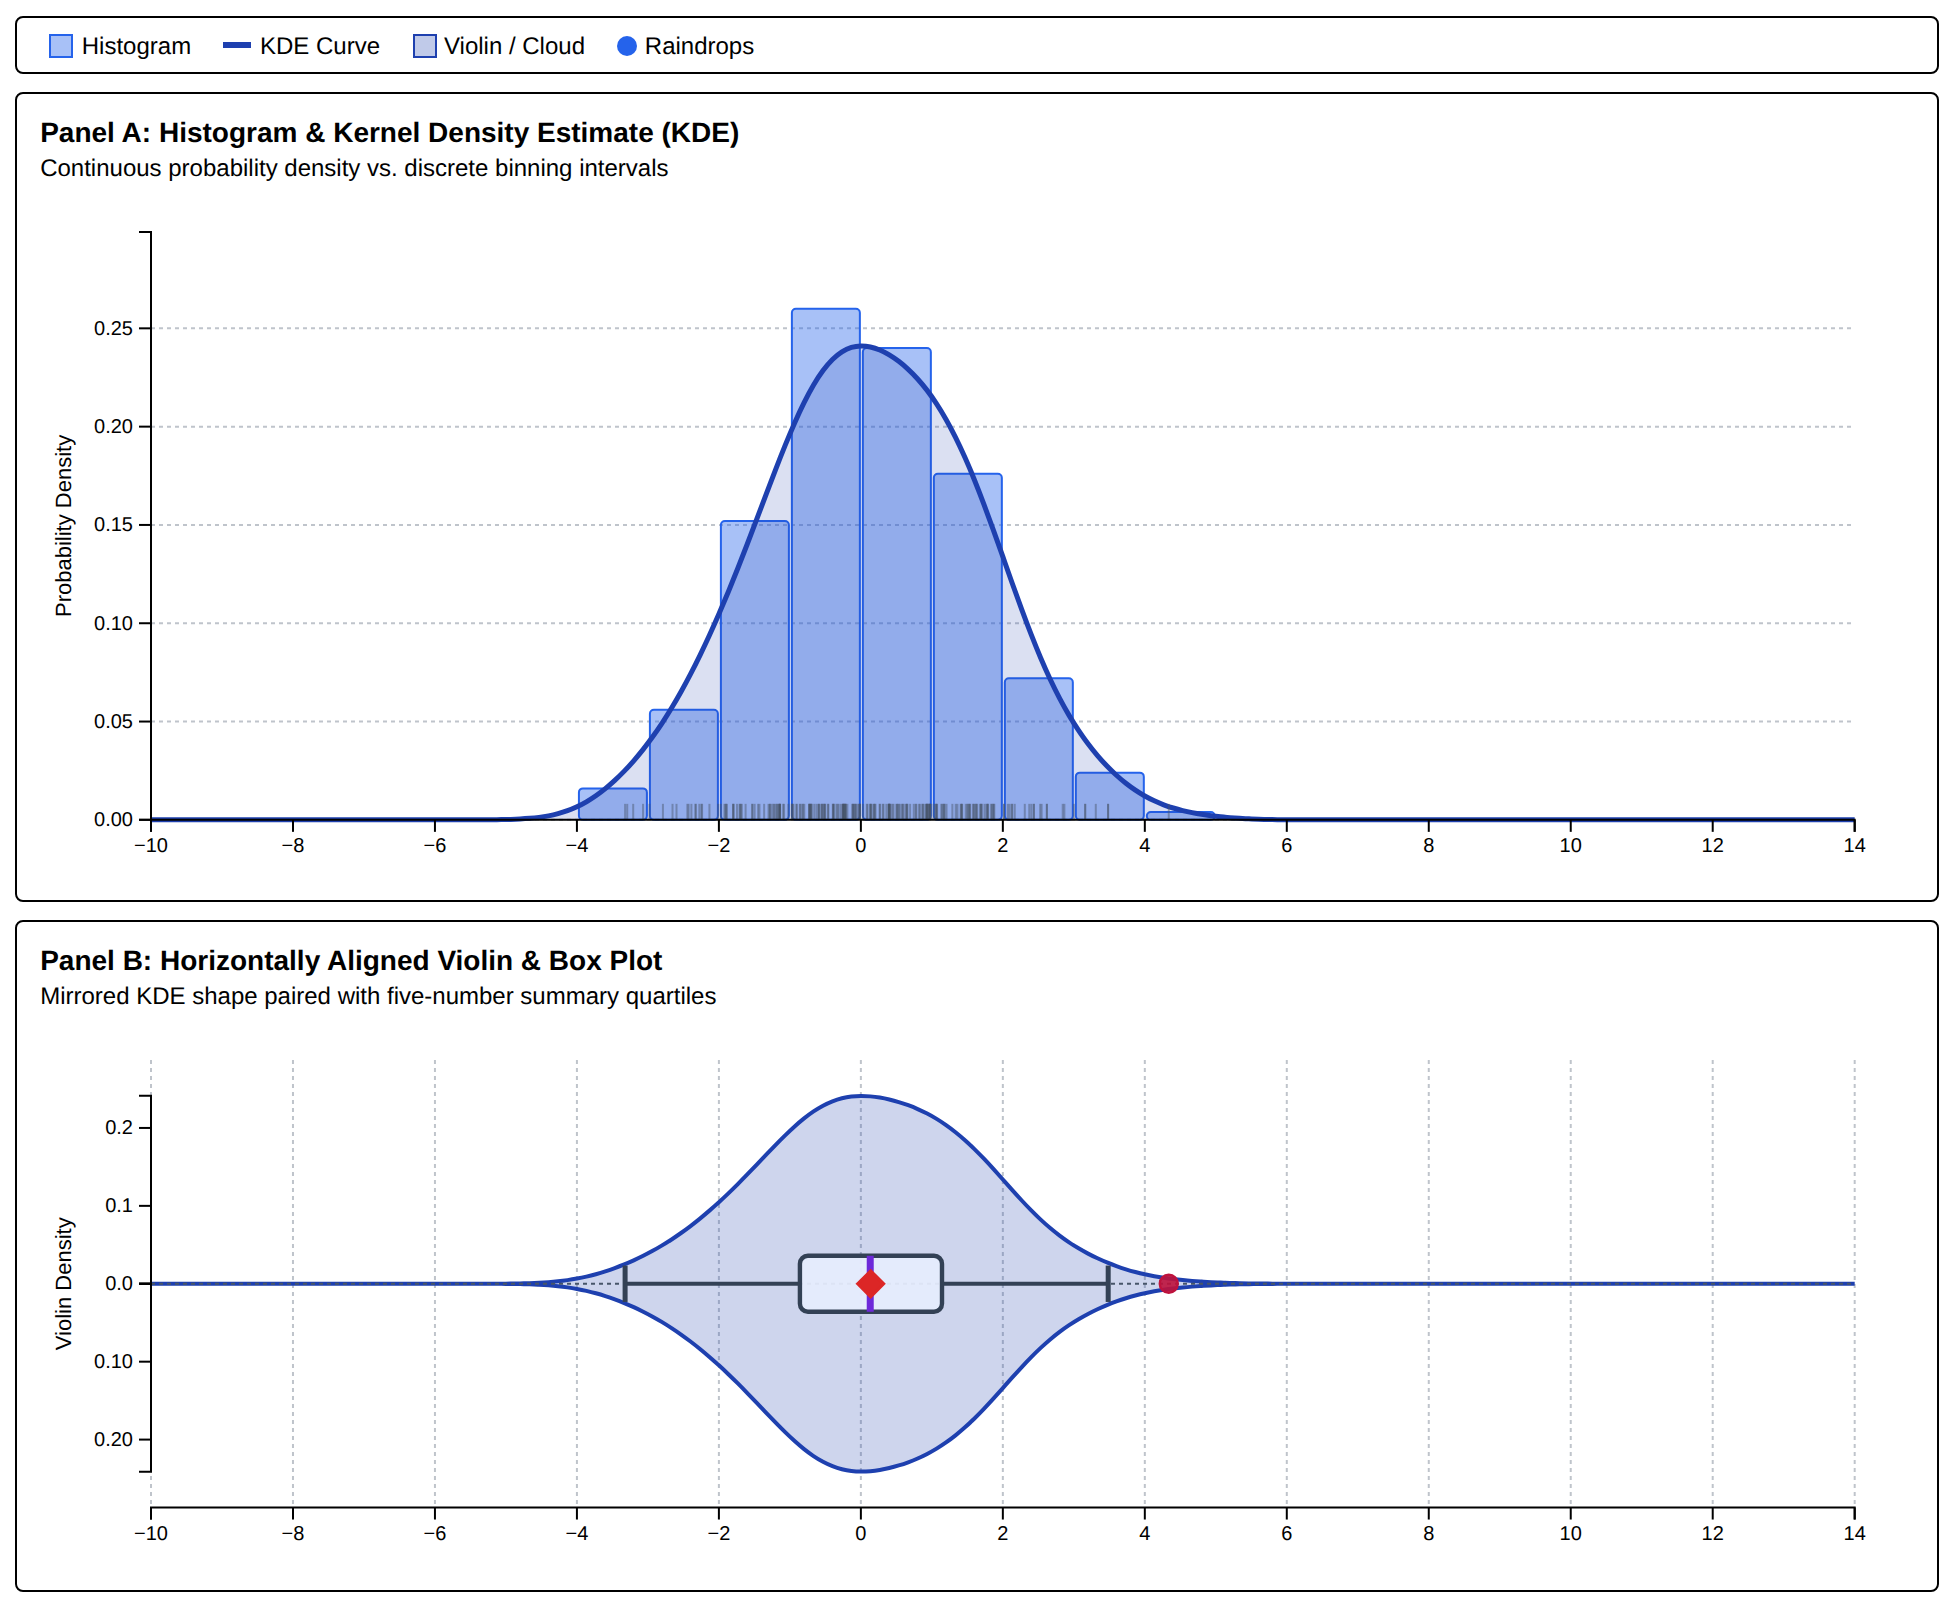 Histogram KDE Curve Violin / Cloud Raindrops
Panel A: Histogram & Kernel Density Estimate (KDE)
Continuous probability density vs. discrete binning intervals
Probability Density
0.25
0.20
0.15
0.10
0.05
0.00
−10 −8 −6 −4 −2 0 2 4 6 8 10 12 14
Panel B: Horizontally Aligned Violin & Box Plot
Mirrored KDE shape paired with five-number summary quartiles
Violin Density
0.2
0.1
0.0
0.10
0.20
−10 −8 −6 −4 −2 0 2 4 6 8 10 12 14